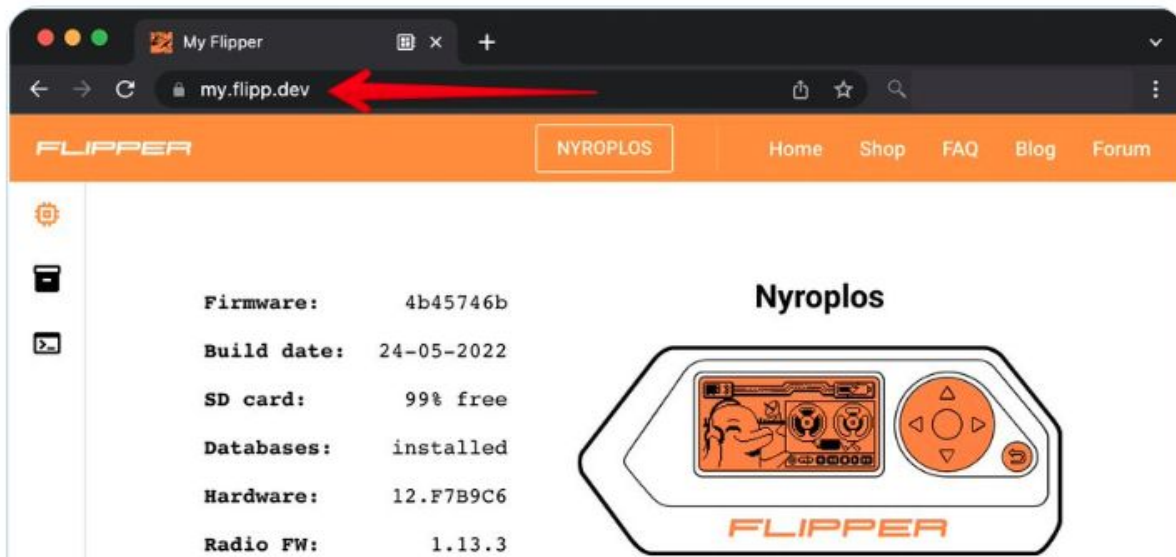 My Flipper
my.flipp.dev
FLIPPER
NYROPLOS
Home
Shop
FAQ
Blog
Forum
Nyroplos
Firmware: 4b45746b
Build date: 24-05-2022
SD card: 99% free
Databases: installed
Hardware: 12.F7B9C6
Radio FW: 1.13.3
FLIPPER